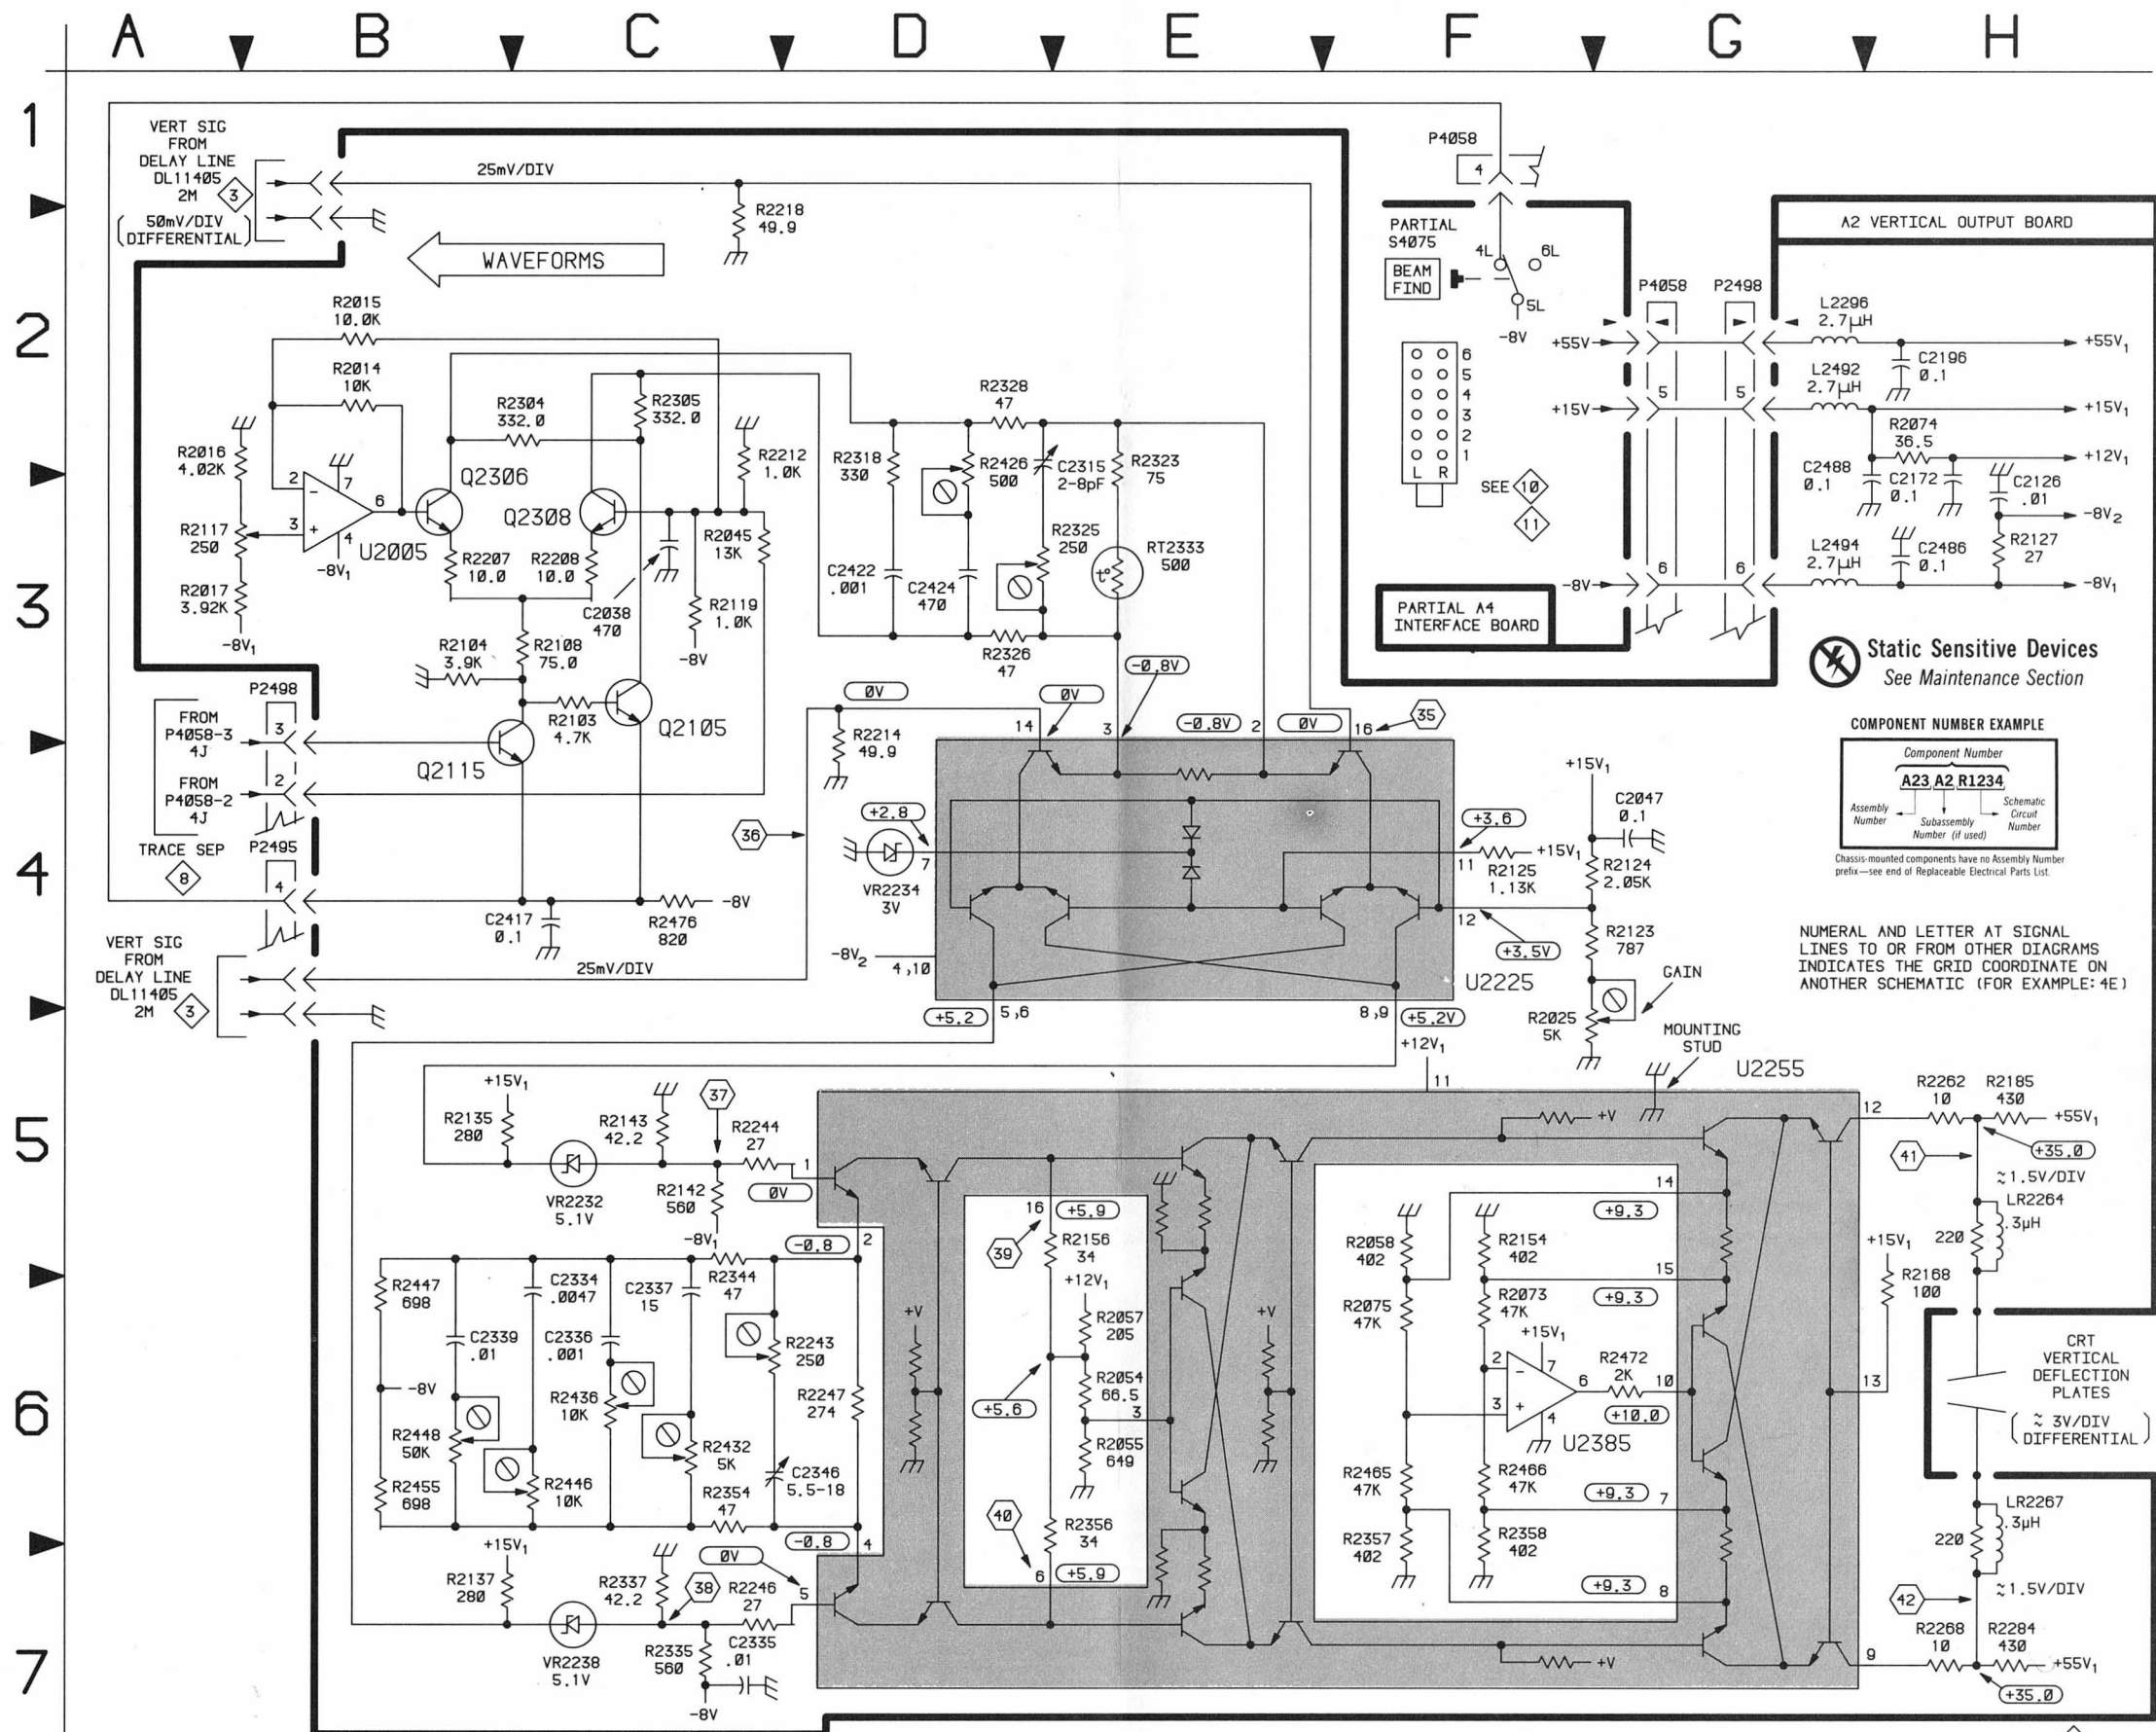 A B C D E F G H
1
VERT SIG
FROM
DELAY LINE
DL11405
2M
3
( 50mV/DIV
DIFFERENTIAL )
25mV/DIV
R2218
49.9
WAVEFORMS
P4058
4
PARTIAL
S4075
BEAM
FIND
4L
6L
5L
-8V
A2 VERTICAL OUTPUT BOARD
2
R2015
10.0K
R2014
10K
R2304
332.0
R2305
332.0
R2328
47
P4058
P2498
L2296
2.7µH
+55V
+55V1
C2196
0.1
L2492
2.7µH
5
5
+15V
+15V1
R2074
36.5
+12V1
6
5
4
3
2
1
L R
SEE 10
11
R2016
4.02K
Q2306
Q2308
R2212
1.0K
R2318
330
R2426
500
C2315
2-8pF
R2323
75
C2488
0.1
C2172
0.1
C2126
.01
-8V2
R2117
250
2
-
7
6
3
+
4
U2005
-8V1
R2207
10.0
R2208
10.0
R2045
13K
R2325
250
RT2333
500
t°
L2494
2.7µH
C2486
0.1
R2127
27
3
R2017
3.92K
-8V1
C2038
470
R2119
1.0K
-8V
C2422
.001
C2424
470
R2326
47
-8V
6
6
-8V1
PARTIAL A4
INTERFACE BOARD
R2104
3.9K
R2108
75.0
Static Sensitive Devices
See Maintenance Section
P2498
FROM
P4058-3
4J
3
R2103
4.7K
Q2105
Q2115
0V
0V
-0.8V
-0.8V
0V
35
R2214
49.9
14
3
2
16
COMPONENT NUMBER EXAMPLE
Component Number
A23 A2 R1234
Assembly
Number
Subassembly
Number (if used)
Schematic
Circuit
Number
Chassis-mounted components have no Assembly Number
prefix—see end of Replaceable Electrical Parts List.
FROM
P4058-2
4J
2
TRACE SEP
8
P2495
4
4
+15V1
C2047
0.1
36
+2.8
7
VR2234
3V
+3.6
11
+15V1
R2125
1.13K
R2124
2.05K
C2417
0.1
R2476
820
-8V
12
+3.5V
R2123
787
VERT SIG
FROM
DELAY LINE
DL11405
2M
3
25mV/DIV
-8V2
4,10
U2225
GAIN
+5.2
5,6
8,9
+5.2V
R2025
5K
NUMERAL AND LETTER AT SIGNAL
LINES TO OR FROM OTHER DIAGRAMS
INDICATES THE GRID COORDINATE ON
ANOTHER SCHEMATIC (FOR EXAMPLE: 4E)
+12V1
11
MOUNTING
STUD
U2255
5
+15V1
R2135
280
R2143
42.2
37
R2244
27
VR2232
5.1V
R2142
560
1
0V
-8V1
+V
12
R2262
10
R2185
430
+55V1
41
+35.0
≈1.5V/DIV
LR2264
.3µH
220
14
+9.3
R2344
47
-0.8
2
16
+5.9
39
R2156
34
+12V1
R2058
402
R2154
402
15
+9.3
+15V1
R2168
100
R2447
698
C2334
.0047
C2337
15
C2339
.01
C2336
.001
R2243
250
+V
R2057
205
+V
R2075
47K
R2073
47K
+15V1
6
-8V
R2436
10K
R2247
274
+5.6
R2054
66.5
3
2
-
7
6
3
+
4
R2472
2K
10
+10.0
U2385
13
CRT
VERTICAL
DEFLECTION
PLATES
( ≈ 3V/DIV
DIFFERENTIAL )
R2448
50K
R2432
5K
R2055
649
R2455
698
R2446
10K
R2354
47
C2346
5.5-18
R2465
47K
R2466
47K
+9.3
7
LR2267
.3µH
220
40
R2356
34
R2357
402
R2358
402
+15V1
R2137
280
R2337
42.2
38
R2246
27
-0.8
4
0V
5
6
+5.9
+9.3
8
≈1.5V/DIV
42
7
VR2238
5.1V
R2335
560
C2335
.01
-8V
+V
9
R2268
10
R2284
430
+55V1
+35.0